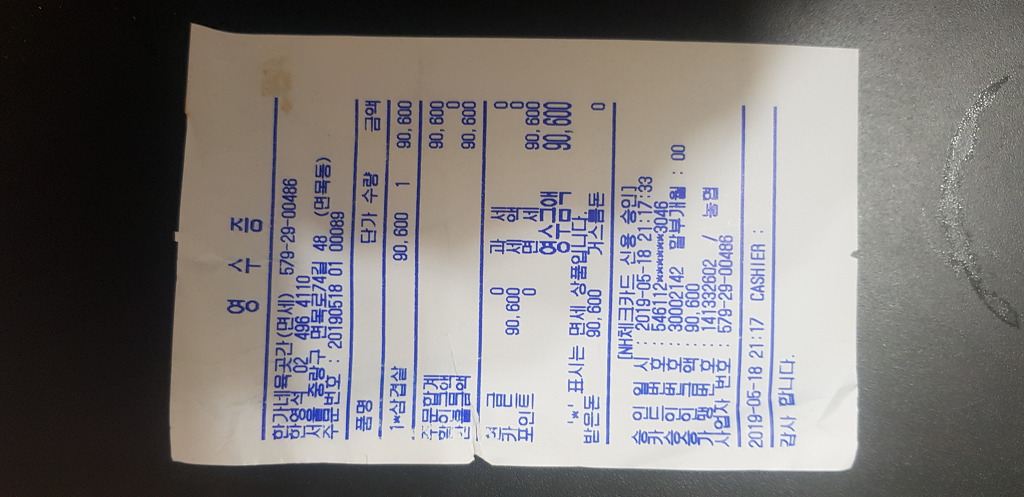 영 수 증
한가네육곳간(면세) 579-29-00486
하영석 02 496 4110
서울 중랑구 면목로74길 48 (면목동)
주문번호 : 20190518 01 00089
품명 단가 수량 금액
1*삼겹살 90,600 1 90,600
주문합계 90,600
할인금액 0
산출금액 90,600
현 금 0 과 세 0
카 90,600 세 액 0
포인트 0 면 세 90,600
영수금액 90,600
'*' 표시는 면세 상품입니다.
받은돈 90,600 거스름돈 0
[NH체크카드 신용 승인]
승 인 일 시 : 2019-05-18 21:17:33
카 드 번 호 : 546112*******3046
승 인 번 호 : 30002142 할부개월 : 00
승 인 금 액 : 90,600
가 맹 번 호 : 141332602 / 농협
사업자 번호 : 579-29-00486
2019-05-18 21:17 CASHIER :
감사 합니다.